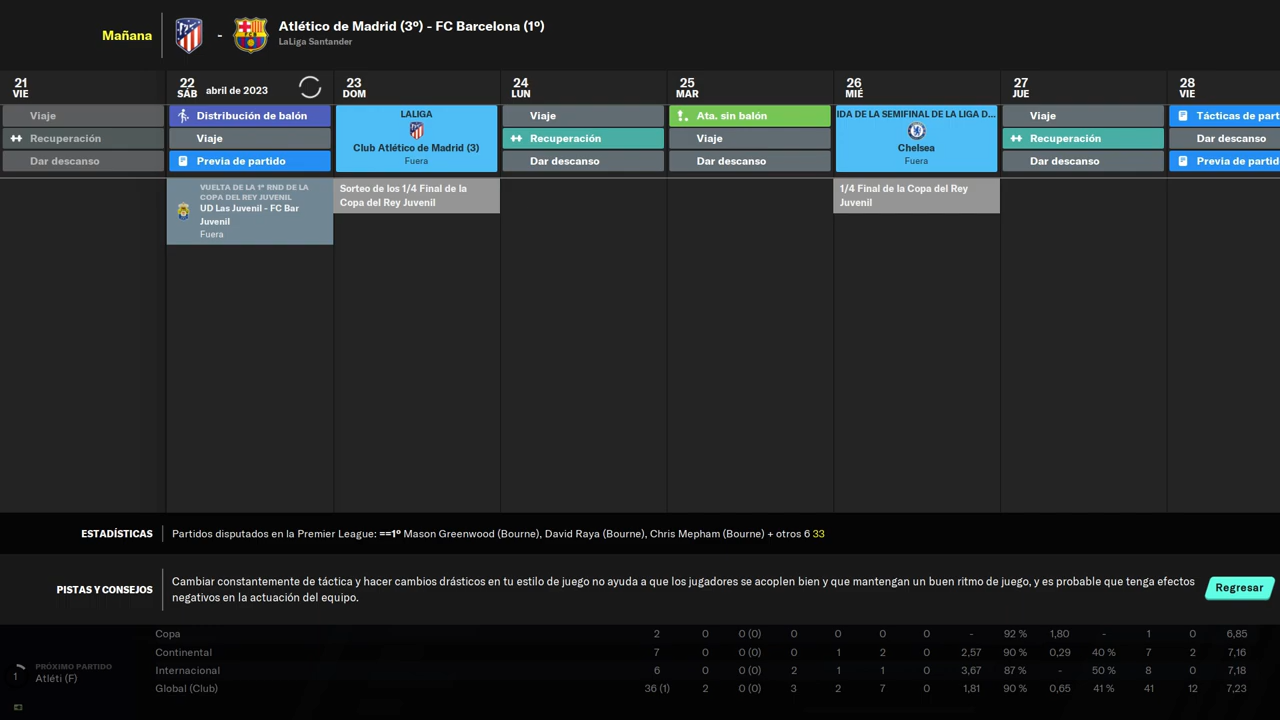 Mañana
-
Atlético de Madrid (3º) - FC Barcelona (1º)
LaLiga Santander
21
VIE
22
SÁB
abril de 2023
23
DOM
24
LUN
25
MAR
26
MIÉ
27
JUE
28
VIE
Viaje
Recuperación
Dar descanso
Distribución de balón
Viaje
Previa de partido
LALIGA
Club Atlético de Madrid (3)
Fuera
Viaje
Recuperación
Dar descanso
Ata. sin balón
Viaje
Dar descanso
IDA DE LA SEMIFINAL DE LA LIGA D...
Chelsea
Fuera
Viaje
Recuperación
Dar descanso
Tácticas de part
Dar descanso
Previa de partid
VUELTA DE LA 1ª RND DE LA
COPA DEL REY JUVENIL
UD Las Juvenil - FC Bar
Juvenil
Fuera
Sorteo de los 1/4 Final de la
Copa del Rey Juvenil
1/4 Final de la Copa del Rey
Juvenil
ESTADÍSTICAS
Partidos disputados en la Premier League: ==1º Mason Greenwood (Bourne), David Raya (Bourne), Chris Mepham (Bourne) + otros 6 33
PISTAS Y CONSEJOS
Cambiar constantemente de táctica y hacer cambios drásticos en tu estilo de juego no ayuda a que los jugadores se acoplen bien y que mantengan un buen ritmo de juego, y es probable que tenga efectos
negativos en la actuación del equipo.
Regresar
Copa 2 0 0 (0) 0 0 0 0 - 92 % 1,80 - 1 0 6,85
Continental 7 0 0 (0) 0 1 2 0 2,57 90 % 0,29 40 % 7 2 7,16
Internacional 6 0 0 (0) 2 1 1 0 3,67 87 % - 50 % 8 0 7,18
Global (Club) 36 (1) 2 0 (0) 3 2 7 0 1,81 90 % 0,65 41 % 41 12 7,23
1
PRÓXIMO PARTIDO
Atléti (F)